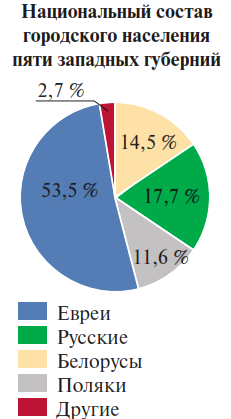 Национальный состав
городского населения
пяти западных губерний
2,7 %
14,5 %
53,5 %
17,7 %
11,6 %
Евреи
Русские
Белорусы
Поляки
Другие